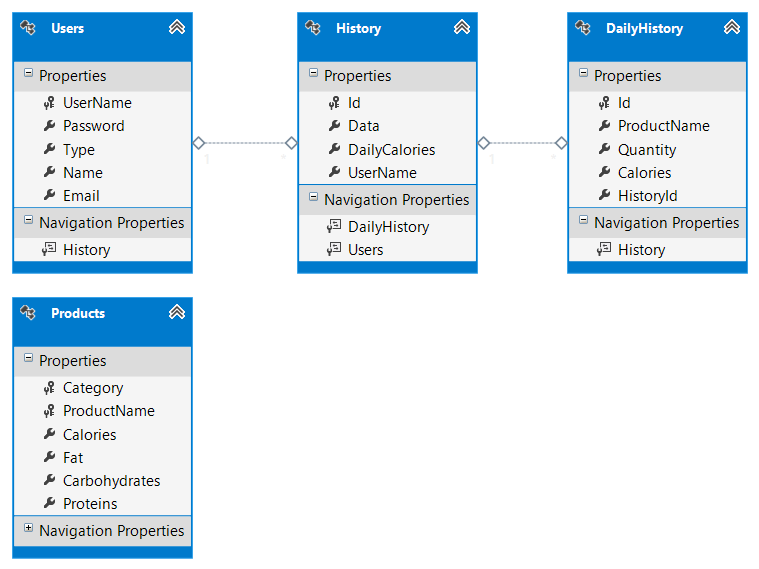 Users
Properties
UserName
Password
Type
Name
Email
Navigation Properties
History
1
*
History
Properties
Id
Data
DailyCalories
UserName
Navigation Properties
DailyHistory
Users
1
*
DailyHistory
Properties
Id
ProductName
Quantity
Calories
HistoryId
Navigation Properties
History
Products
Properties
Category
ProductName
Calories
Fat
Carbohydrates
Proteins
Navigation Properties